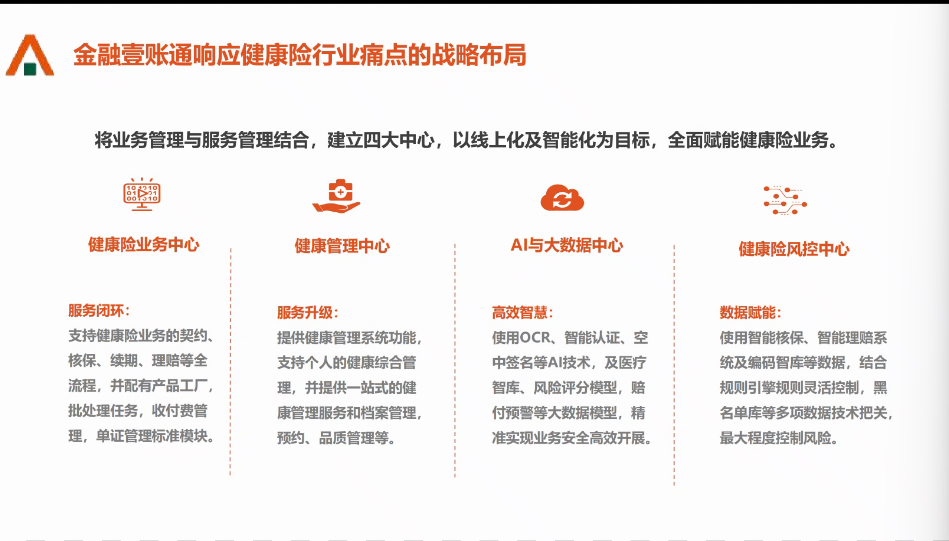 金融壹账通响应健康险行业痛点的战略布局
将业务管理与服务管理结合，建立四大中心，以线上化及智能化为目标，全面赋能健康险业务。
健康险业务中心
服务闭环：
支持健康险业务的契约、
核保、续期、理赔等全
流程，并配有产品工厂，
批处理任务，收付费管
理，单证管理标准模块。
健康管理中心
服务升级：
提供健康管理系统功能，
支持个人的健康综合管
理，并提供一站式的健
康管理服务和档案管理，
预约、品质管理等。
AI与大数据中心
高效智慧：
使用OCR、智能认证、空
中签名等AI技术，及医疗
智库、风险评分模型，赔
付预警等大数据模型，精
准实现业务安全高效开展。
健康险风控中心
数据赋能：
使用智能核保、智能理赔系
统及编码智库等数据，结合
规则引擎规则灵活控制，黑
名单库等多项数据技术把关，
最大程度控制风险。